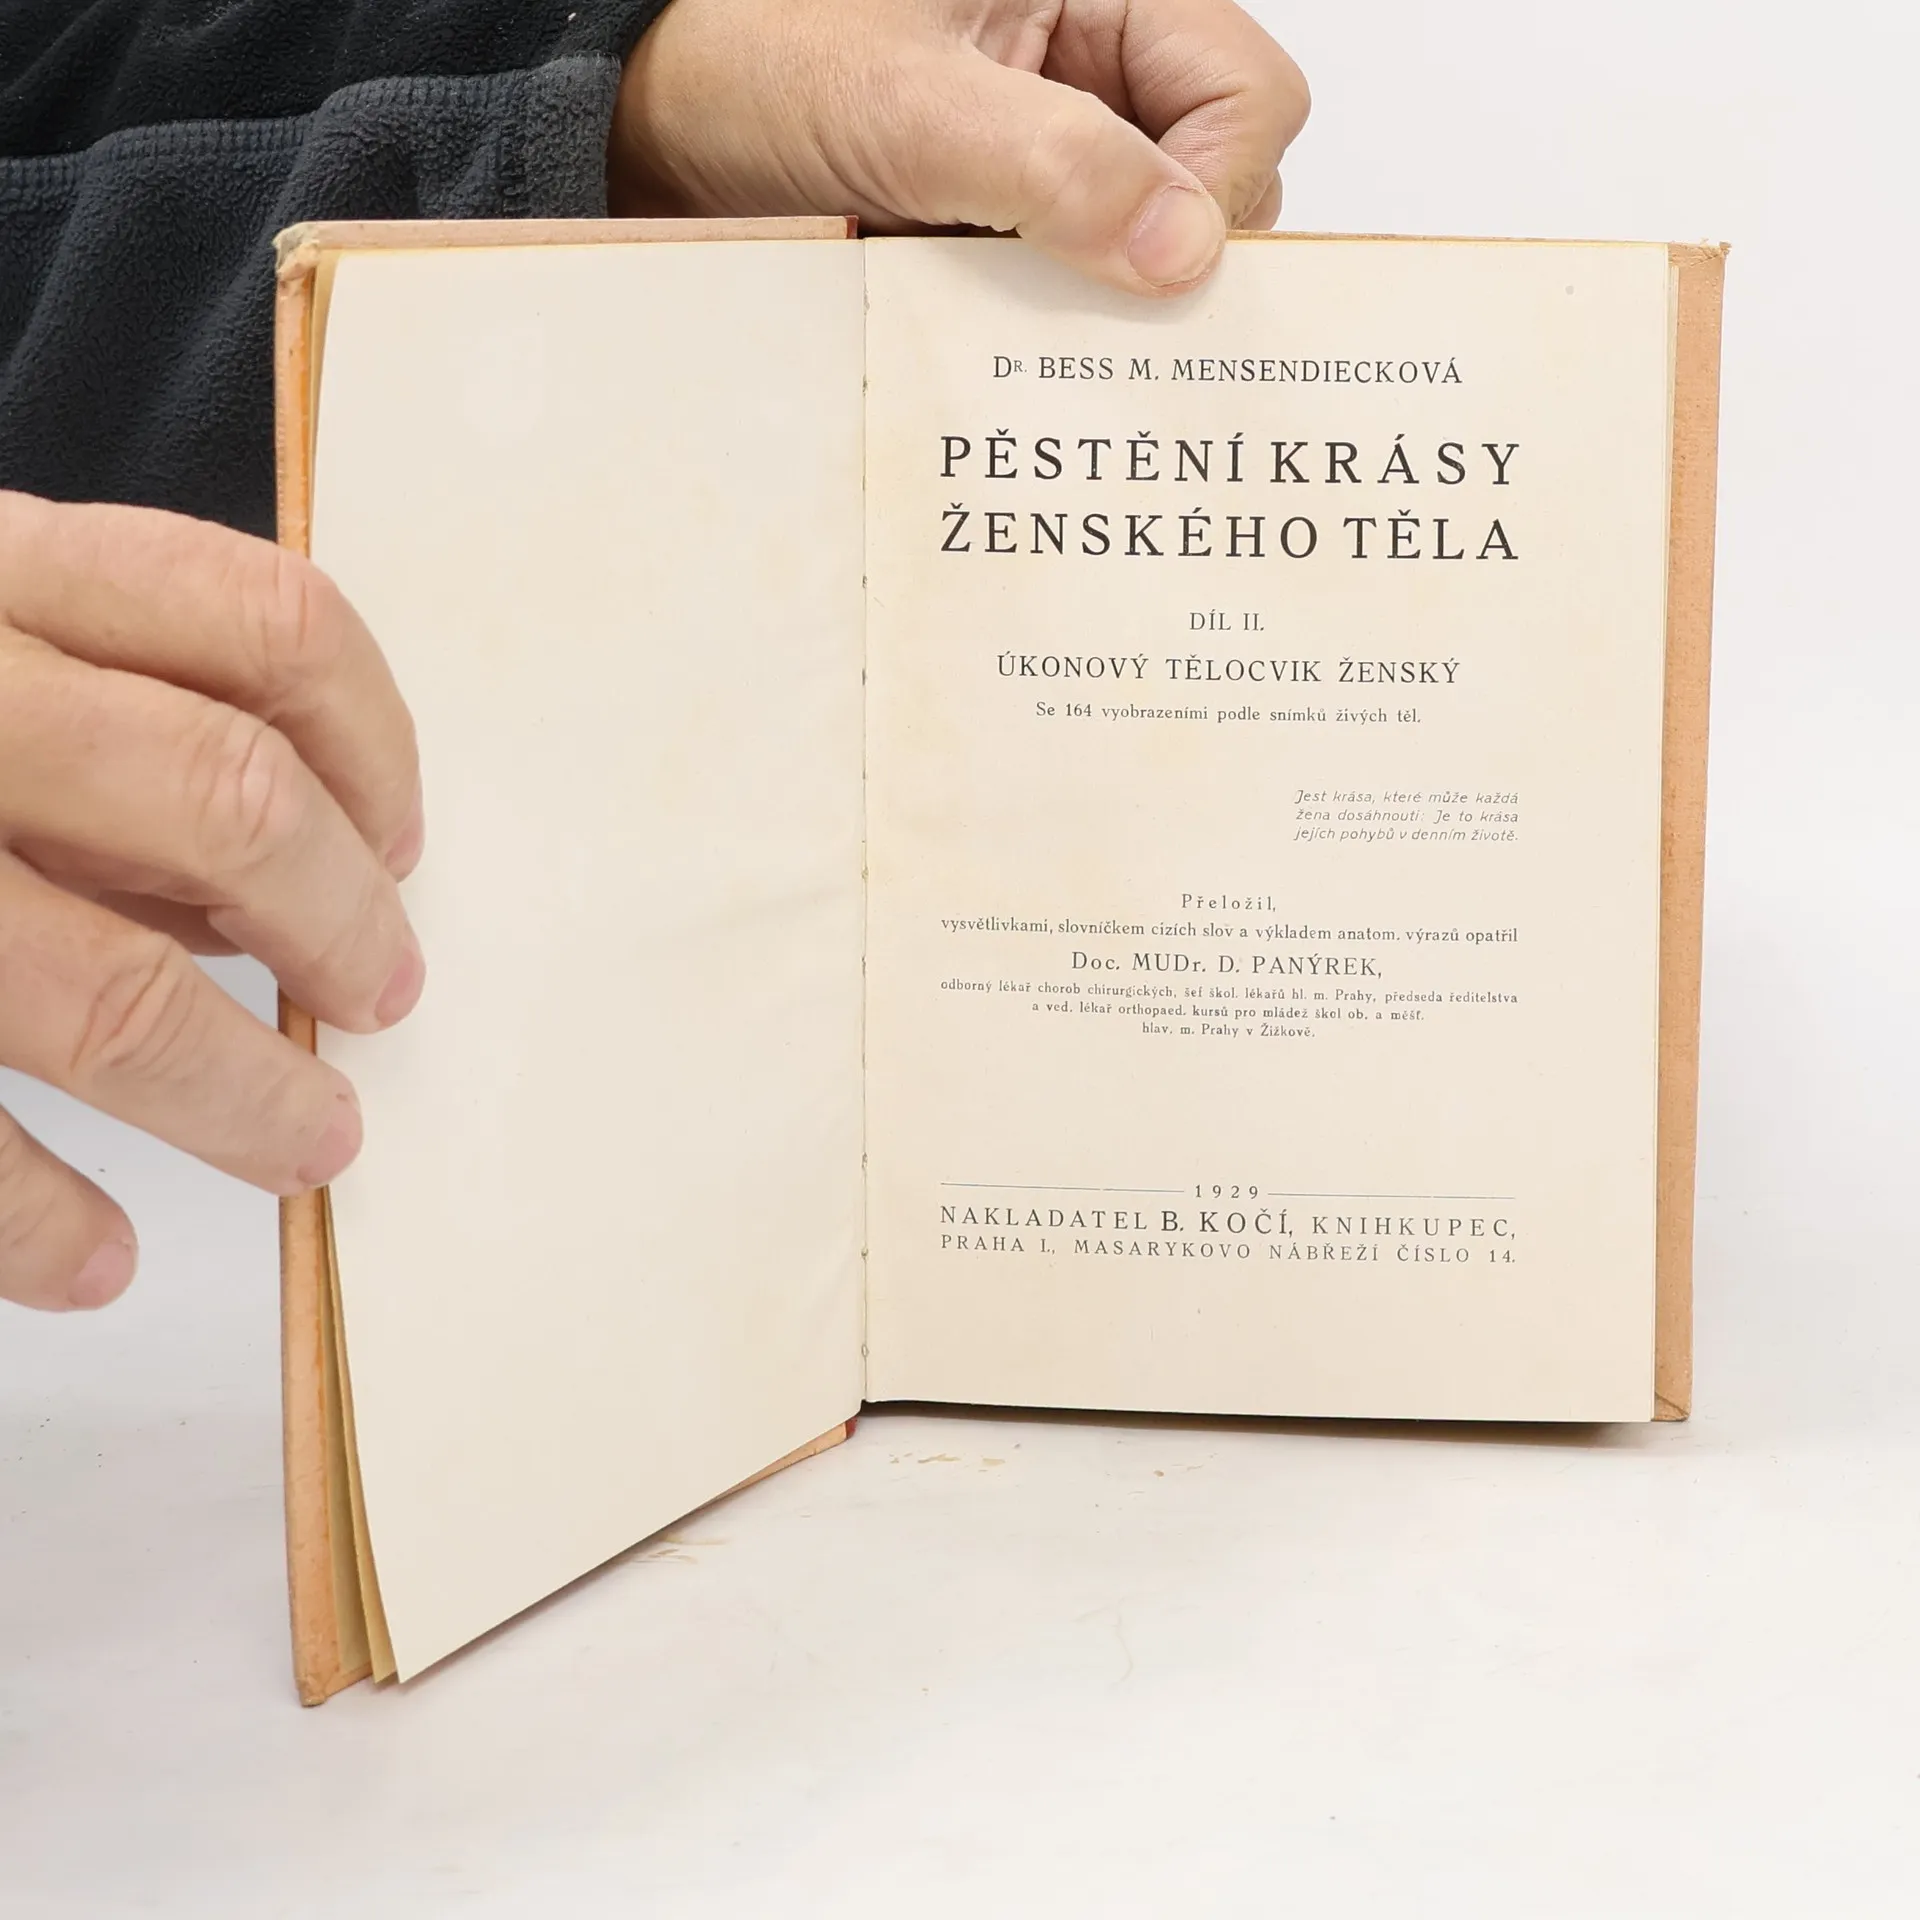 DR. BESS M. MENSENDIECKOVÁ
PĚSTĚNÍ KRÁSY
ŽENSKÉHO TĚLA
DÍL II.
ÚKONOVÝ TĚLOCVIK ŽENSKÝ
Se 164 vyobrazeními podle snímků živých těl.
Jest krása, které může každá
žena dosáhnouti: Je to krása
jejích pohybů v denním životě.
Přeložil,
vysvětlivkami, slovníčkem cizích slov a výkladem anatom. výrazů opatřil
Doc. MUDr. D. PANÝREK,
odborný lékař chorob chirurgických, šéf škol. lékařů hl. m. Prahy, předseda ředitelstva
a ved. lékař orthopaed. kursů pro mládež škol ob. a měšť.
hlav. m. Prahy v Žižkově.
1929
NAKLADATEL B. KOČÍ, KNIHKUPEC,
PRAHA I., MASARYKOVO NÁBŘEŽÍ ČÍSLO 14.